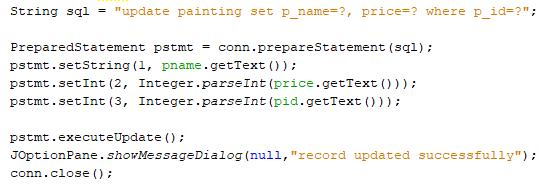 String sql = "update painting set p_name=?, price=? where p_id=?";
PreparedStatement pstmt = conn.prepareStatement(sql);
pstmt.setString(1, pname.getText());
pstmt.setInt(2, Integer.parseInt(price.getText()));
pstmt.setInt(3, Integer.parseInt(pid.getText()));
pstmt.executeUpdate();
JOptionPane.showMessageDialog(null,"record updated successfully");
conn.close();